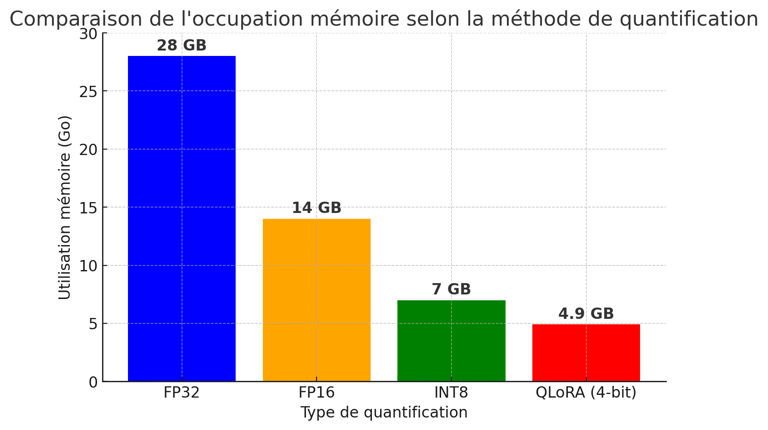 Comparaison de l'occupation mémoire selon la méthode de quantification
30
28 GB
25
20
15
14 GB
10
7 GB
5
4.9 GB
0
Utilisation mémoire (Go)
FP32
FP16
INT8
QLoRA (4-bit)
Type de quantification